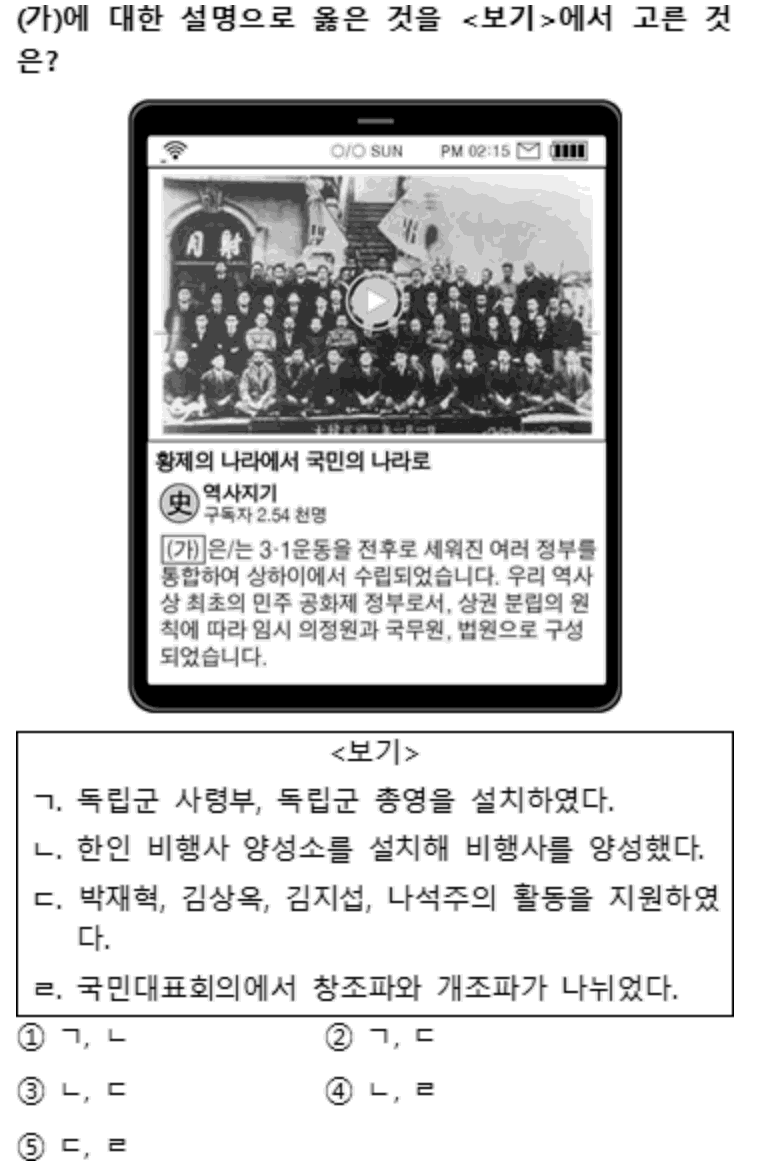 (가)에 대한 설명으로 옳은 것을 <보기>에서 고른 것
은?
○/○ SUN PM 02:15
황제의 나라에서 국민의 나라로
史 역사지기
구독자 2.54 천명
(가)은/는 3·1운동을 전후로 세워진 여러 정부를
통합하여 상하이에서 수립되었습니다. 우리 역사
상 최초의 민주 공화제 정부로서, 삼권 분립의 원
칙에 따라 임시 의정원과 국무원, 법원으로 구성
되었습니다.
<보기>
ㄱ. 독립군 사령부, 독립군 총영을 설치하였다.
ㄴ. 한인 비행사 양성소를 설치해 비행사를 양성했다.
ㄷ. 박재혁, 김상옥, 김지섭, 나석주의 활동을 지원하였
다.
ㄹ. 국민대표회의에서 창조파와 개조파가 나뉘었다.
① ㄱ, ㄴ ② ㄱ, ㄷ
③ ㄴ, ㄷ ④ ㄴ, ㄹ
⑤ ㄷ, ㄹ